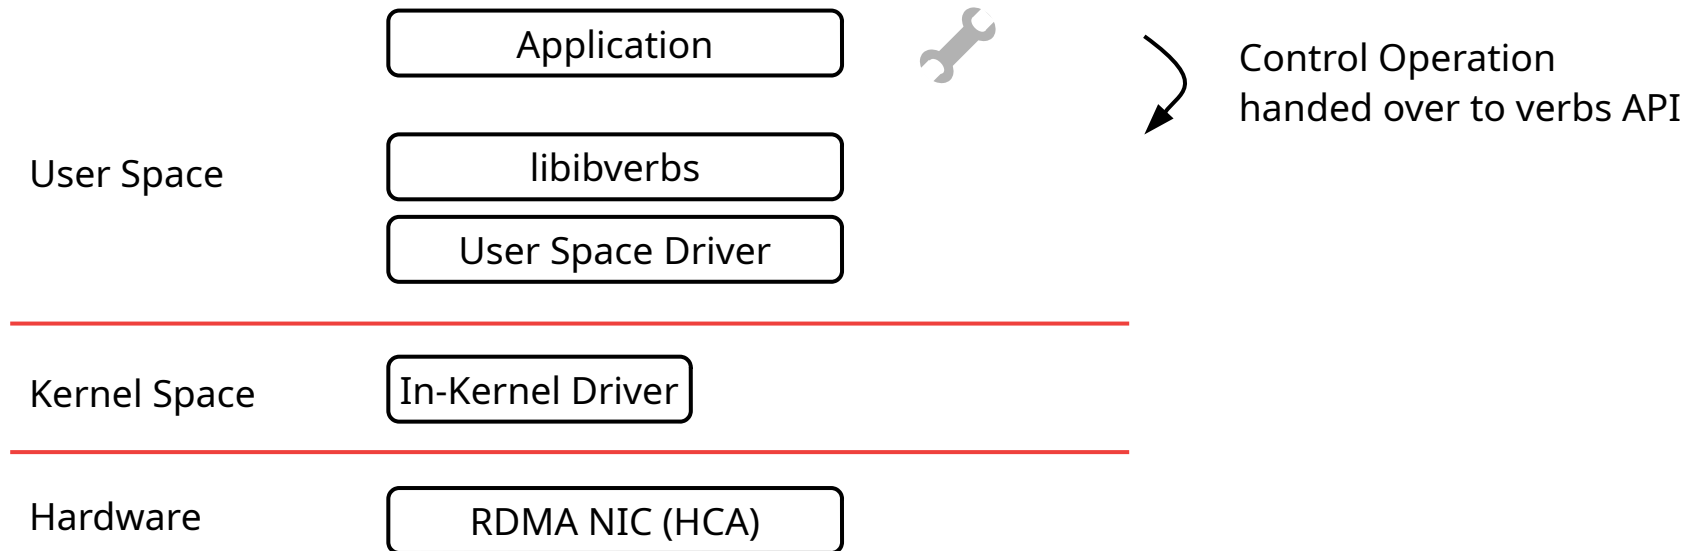 Application
Control Operation
handed over to verbs API
User Space
libibverbs
User Space Driver
Kernel Space
In-Kernel Driver
Hardware
RDMA NIC (HCA)